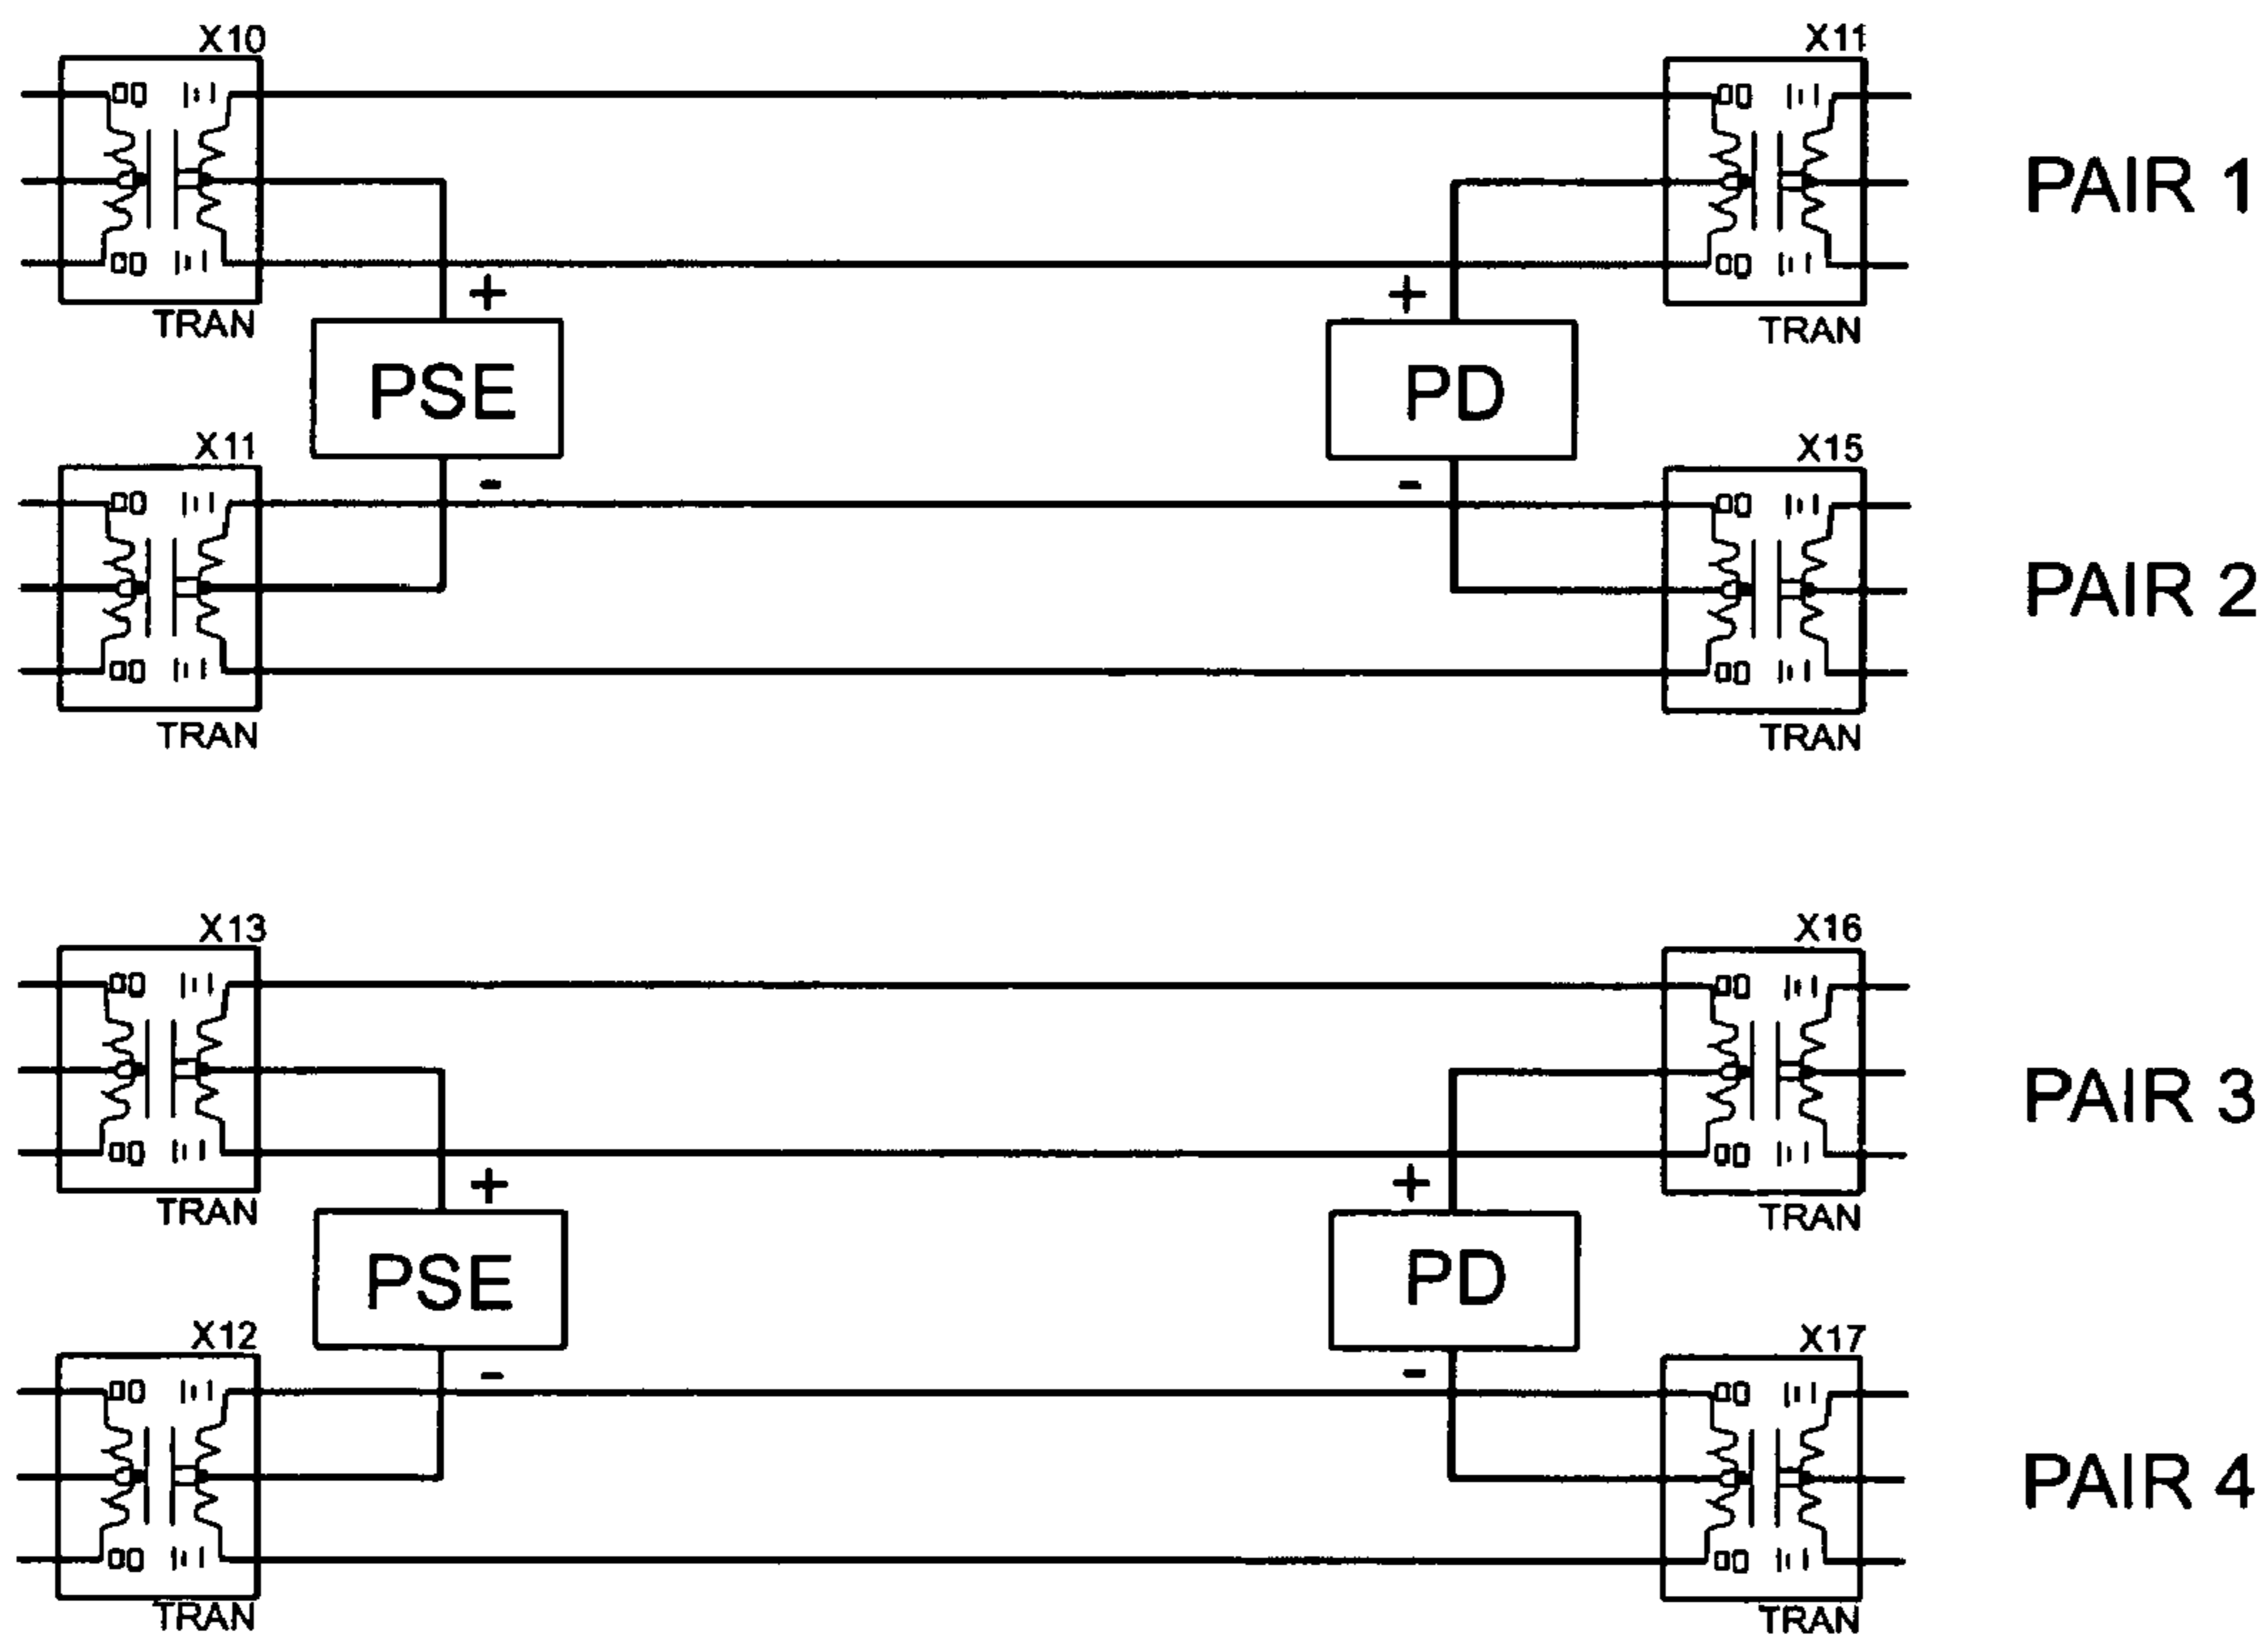 X10
X11
PAIR 1
TRAN
+
+
TRAN
PSE
PD
X11
-
-
X15
PAIR 2
TRAN
TRAN
X13
X16
PAIR 3
TRAN
+
+
TRAN
PSE
PD
X12
-
-
X17
PAIR 4
TRAN
TRAN